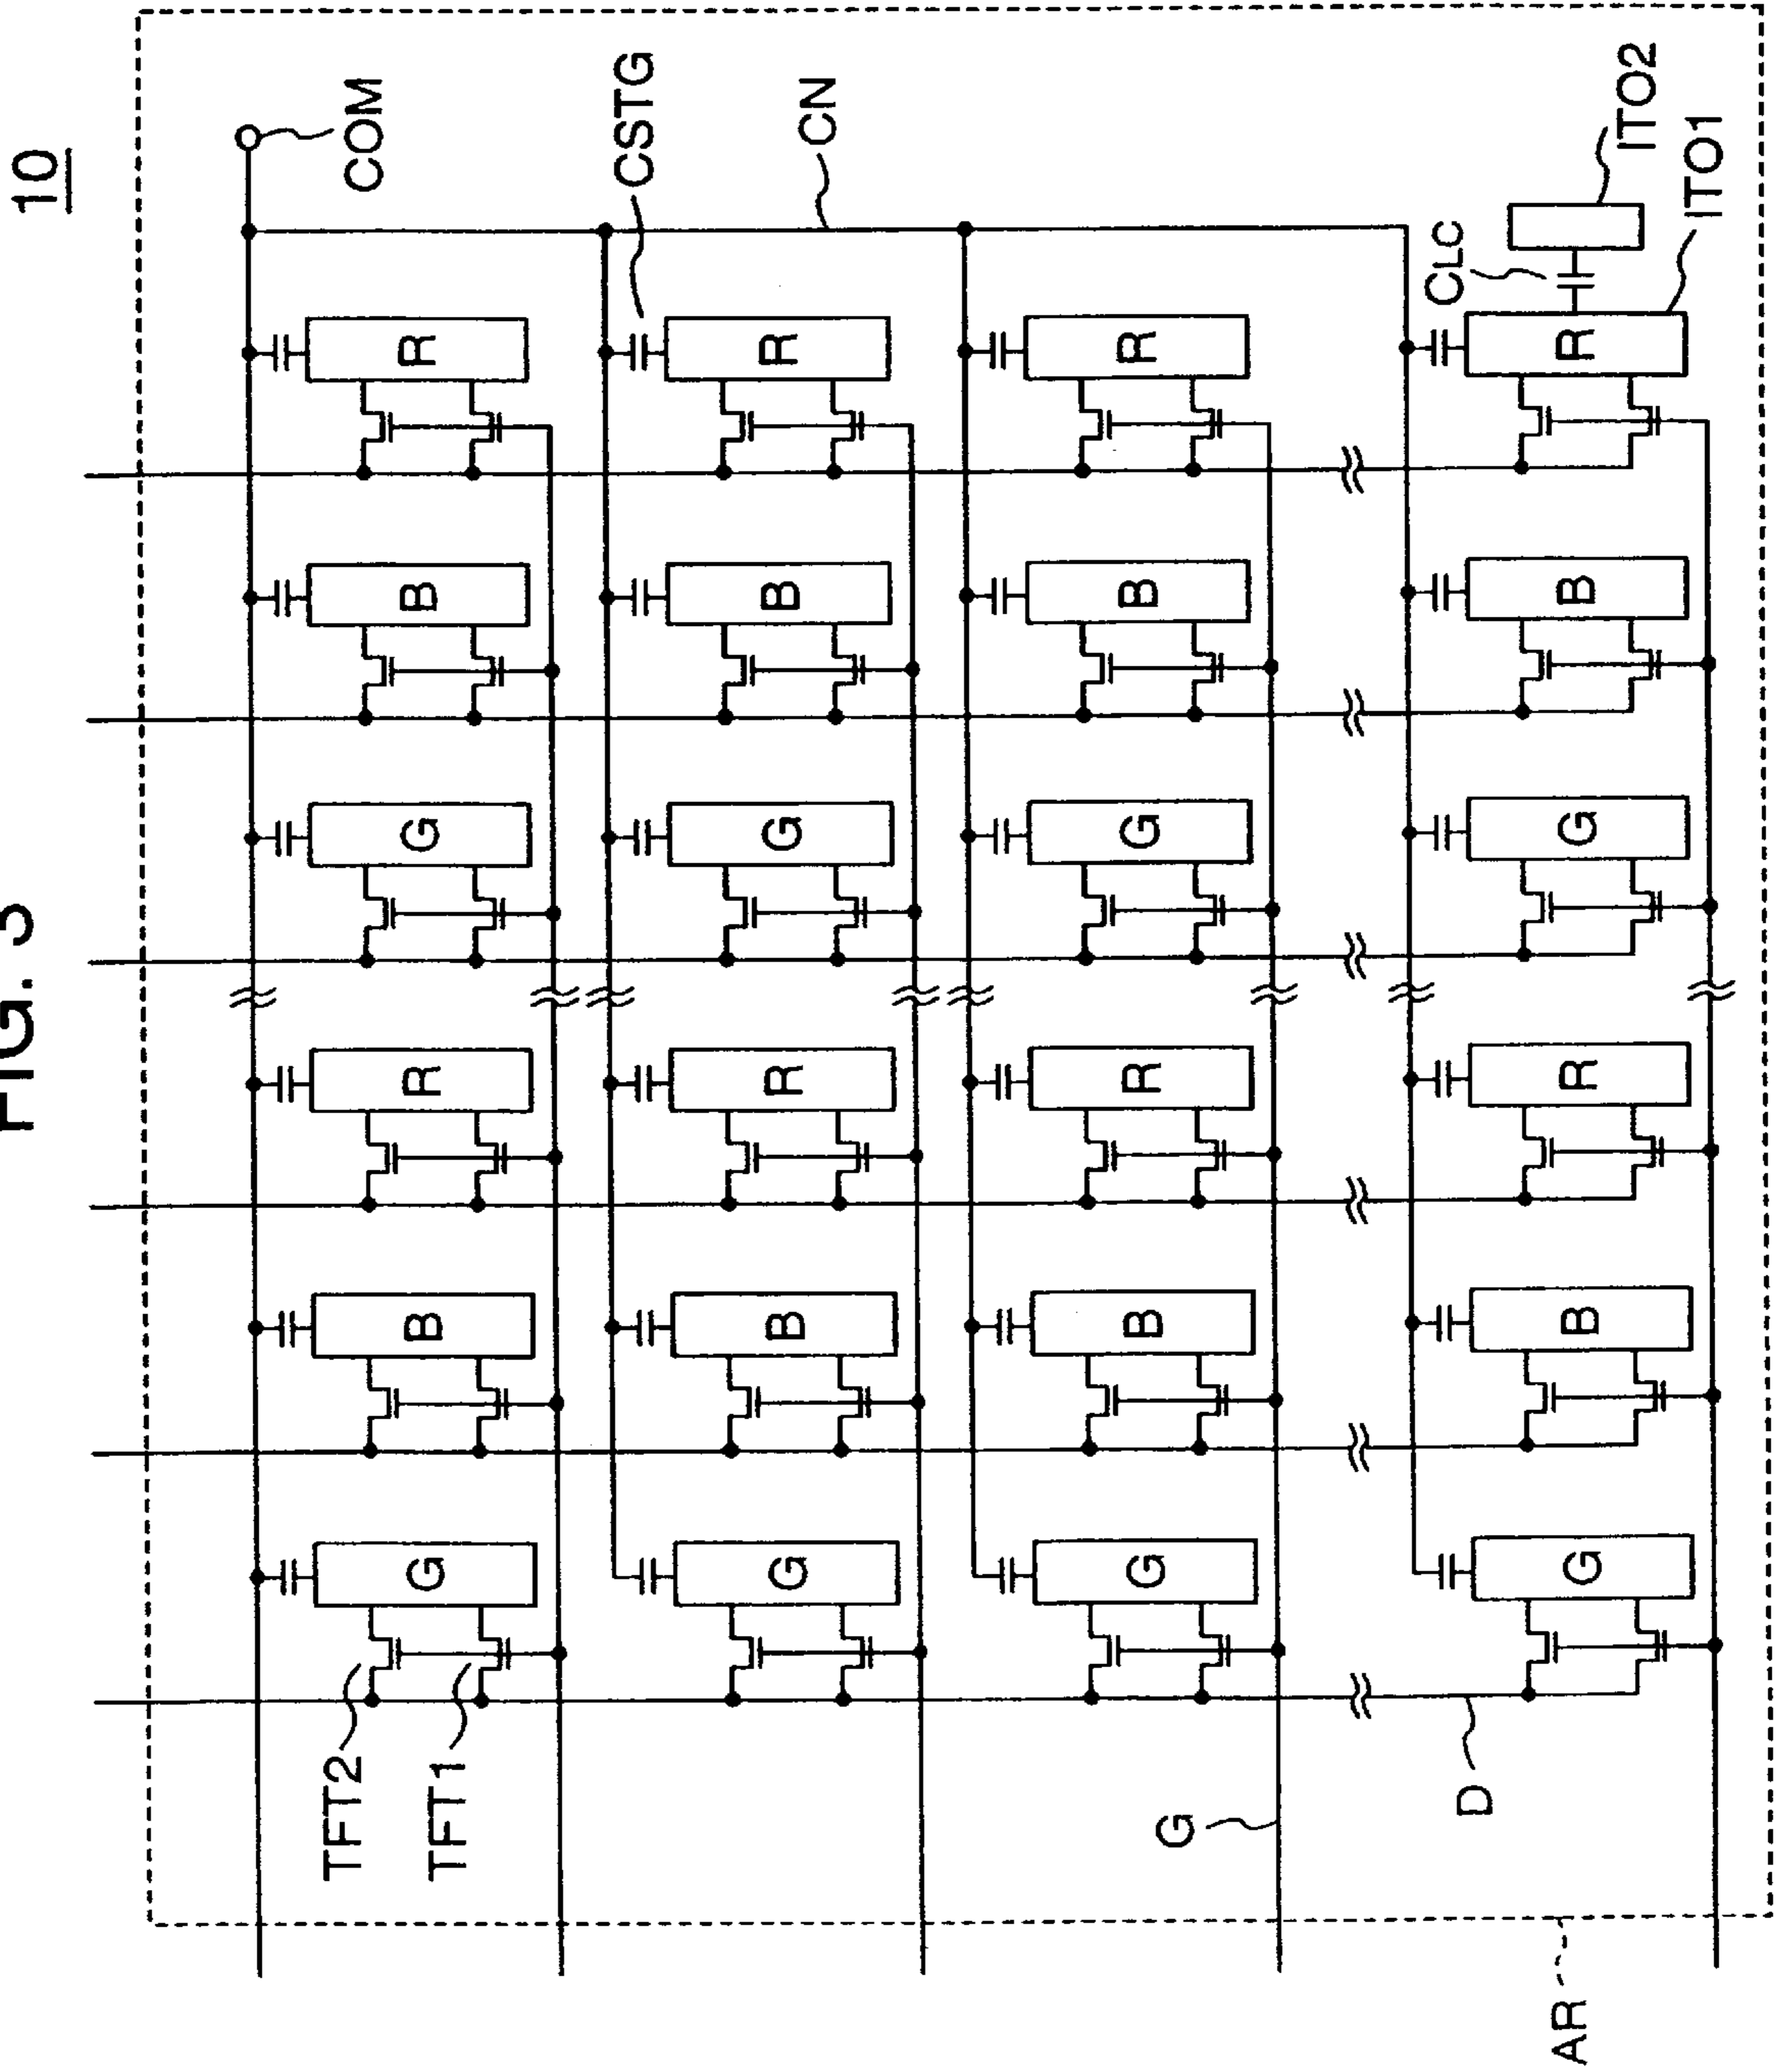 FIG. 3
10
TFT2
COM
G B R G B R
TFT1
CSTG
G B R G B R
CN
G B R G B R
G
CLC
D
AR
G B R G B R
ITO2
ITO1